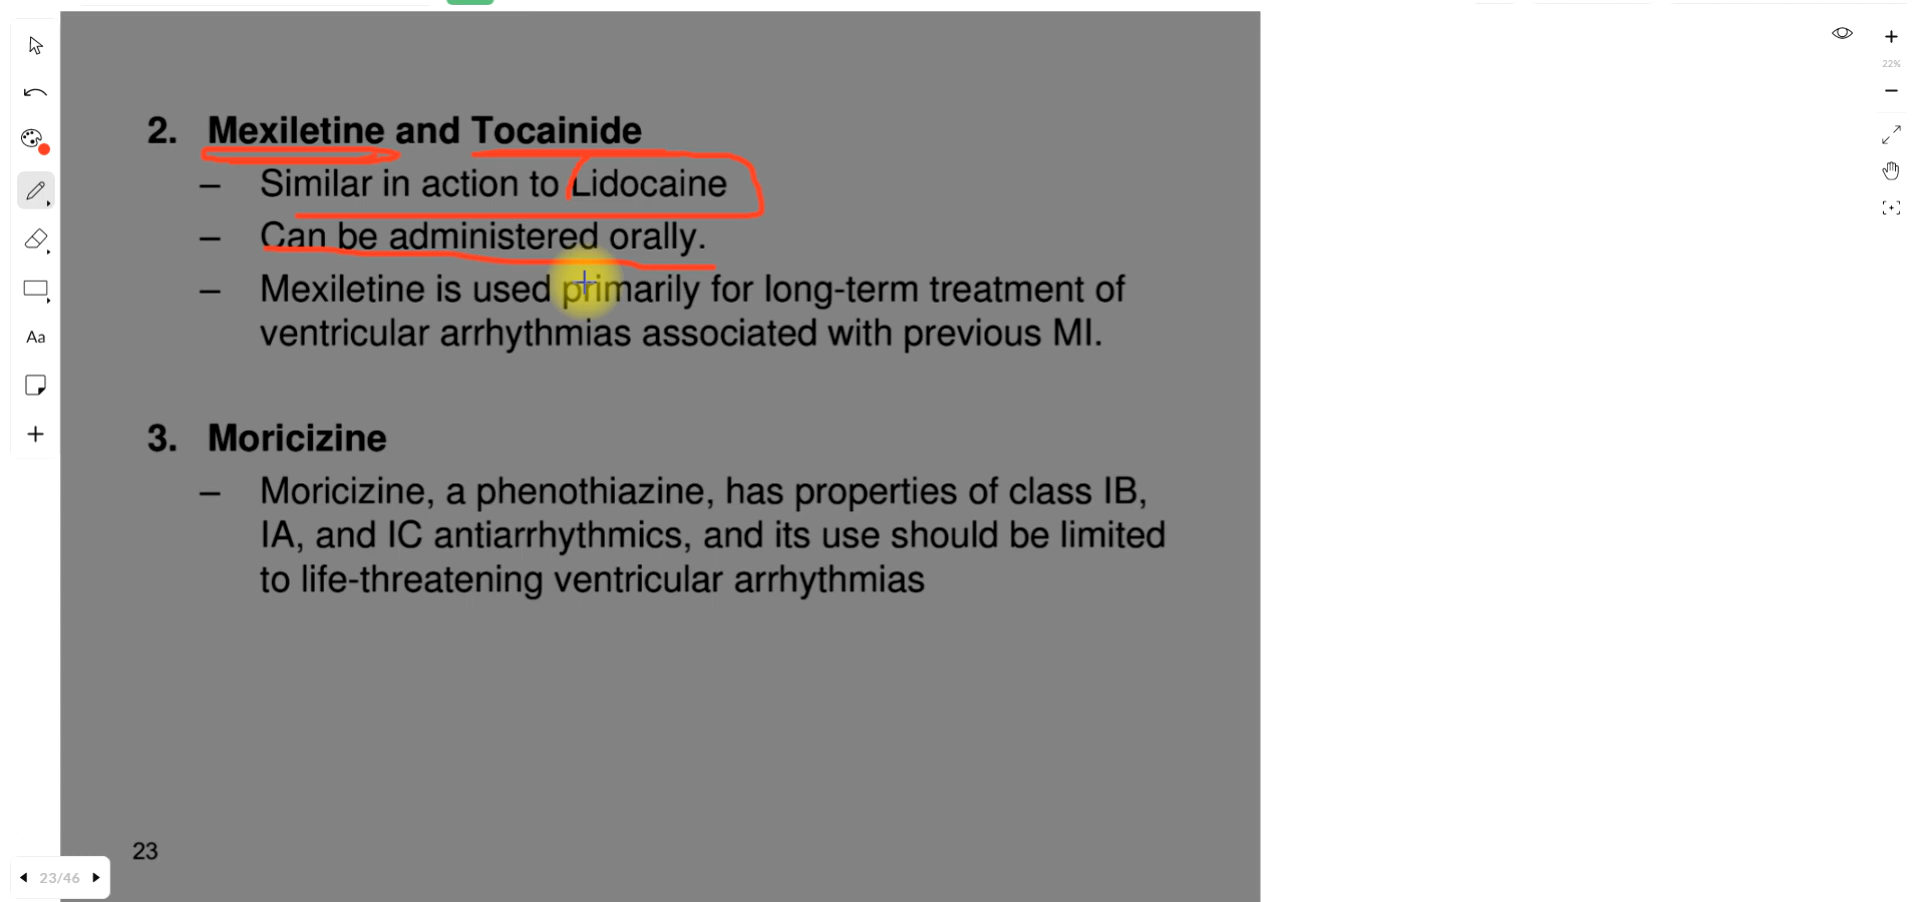 2. Mexiletine and Tocainide
– Similar in action to Lidocaine
– Can be administered orally.
– Mexiletine is used primarily for long-term treatment of
ventricular arrhythmias associated with previous MI.
3. Moricizine
– Moricizine, a phenothiazine, has properties of class IB,
IA, and IC antiarrhythmics, and its use should be limited
to life-threatening ventricular arrhythmias
23
23/46
Aa
22%